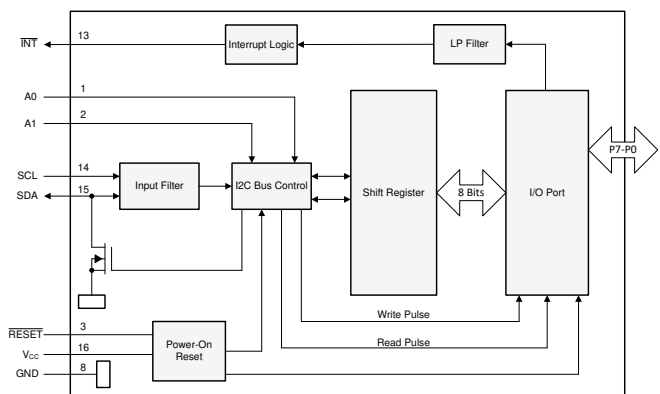 INT 13 Interrupt Logic LP Filter
A0 1
A1 2
P7-P0
SCL 14
SDA 15
Input Filter I2C Bus Control Shift Register 8 Bits I/O Port
Write Pulse
RESET 3
Read Pulse
VCC 16
Power-On
Reset
GND 8